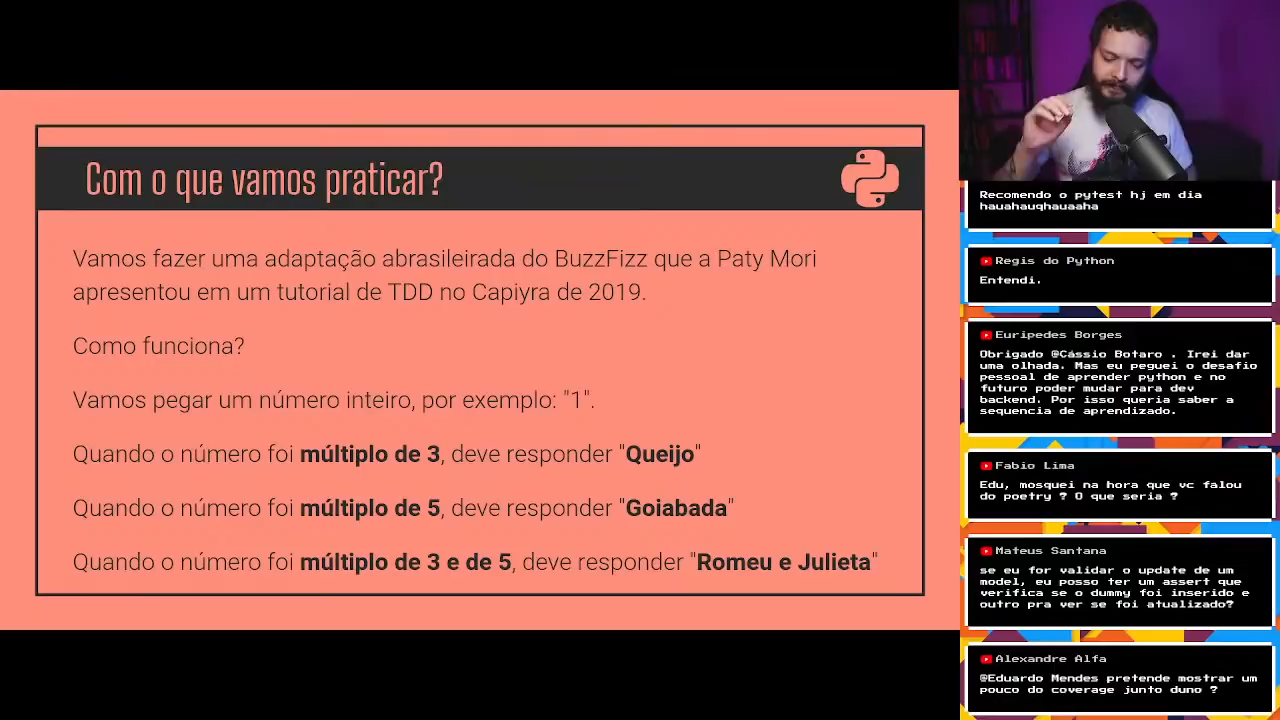 Com o que vamos praticar?
Vamos fazer uma adaptação abrasileirada do BuzzFizz que a Paty Mori
apresentou em um tutorial de TDD no Capiyra de 2019.
Como funciona?
Vamos pegar um número inteiro, por exemplo: "1".
Quando o número foi múltiplo de 3, deve responder "Queijo"
Quando o número foi múltiplo de 5, deve responder "Goiabada"
Quando o número foi múltiplo de 3 e de 5, deve responder "Romeu e Julieta"
Recomendo o pytest hj em dia
hauahauqhauaaha
Regis do Python
Entendi.
Euripedes Borges
Obrigado @Cássio Botaro . Irei dar
uma olhada. Mas eu peguei o desafio
pessoal de aprender python e no
futuro poder mudar para dev
backend. Por isso queria saber a
sequencia de aprendizado.
Fabio Lima
Edu, mosquei na hora que vc falou
do poetry ? O que seria ?
Mateus Santana
se eu for validar o update de um
model, eu posso ter um assert que
verifica se o dummy foi inserido e
outro pra ver se foi atualizado?
Alexandre Alfa
@Eduardo Mendes pretende mostrar um
pouco do coverage junto duno ?